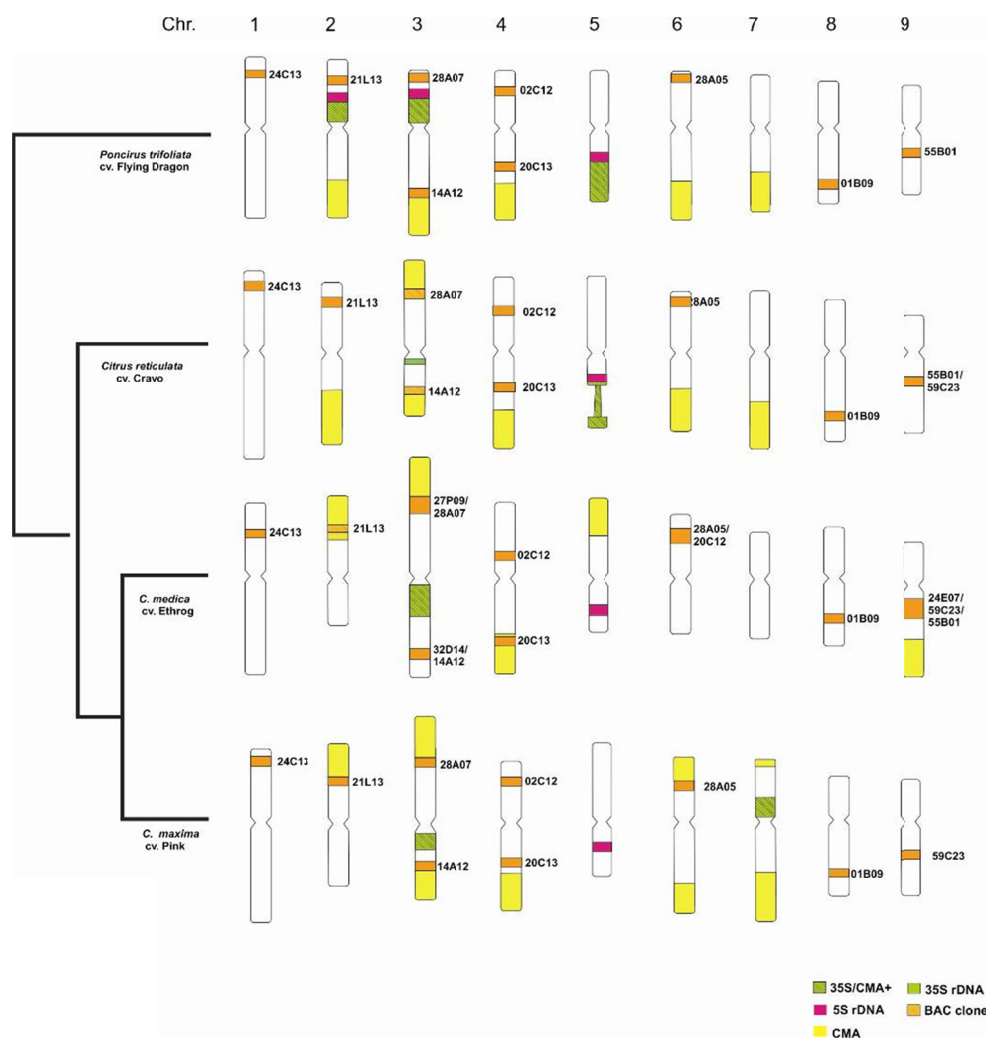 Chr. 1 2 3 4 5 6 7 8 9
24C13
21L13
28A07
14A12
02C12
20C13
28A05
01B09
55B01
Poncirus trifoliata
cv. Flying Dragon
24C13
21L13
28A07
14A12
02C12
20C13
28A05
01B09
55B01/
59C23
Citrus reticulata
cv. Cravo
24C13
21L13
27P09/
28A07
32D14/
14A12
02C12
20C13
28A05/
20C12
01B09
24E07/
59C23/
55B01
C. medica
cv. Ethrog
24C13
21L13
28A07
14A12
02C12
20C13
28A05
01B09
59C23
C. maxima
cv. Pink
35S/CMA+
35S rDNA
5S rDNA
BAC clone
CMA